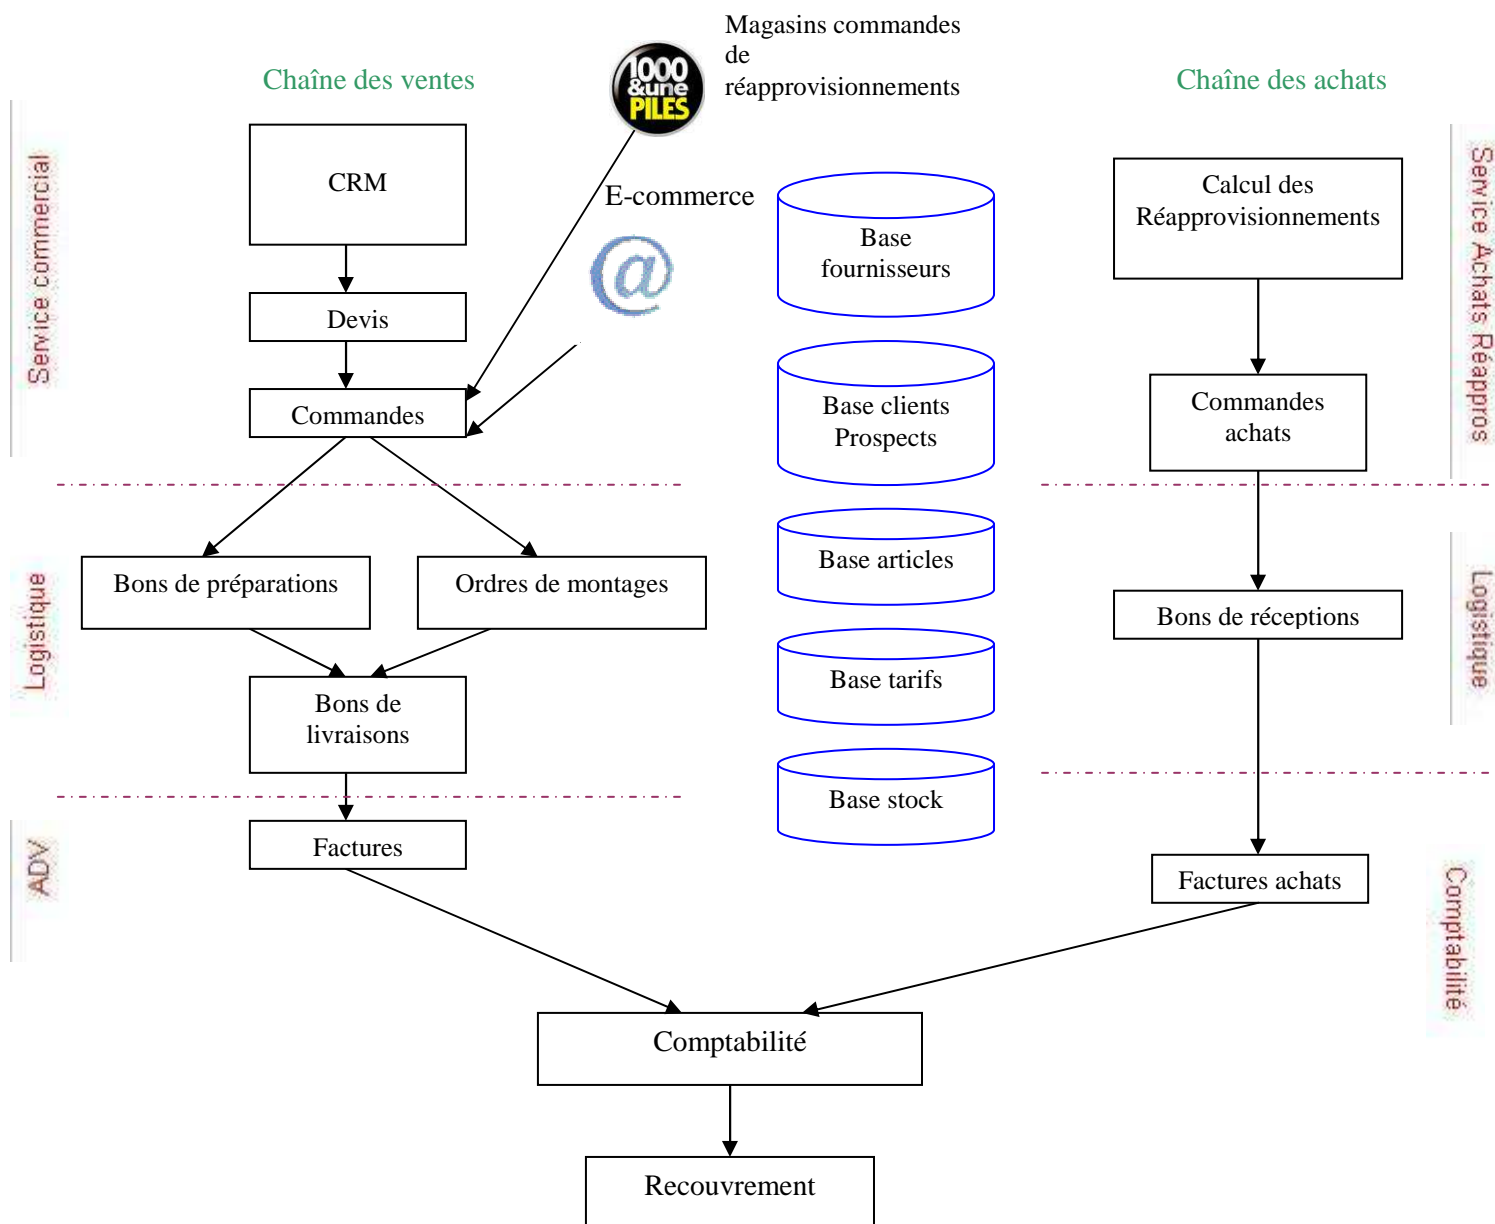 Magasins commandes
de
réapprovisionnements
Chaîne des ventes
1000
&une
PILES
Chaîne des achats
Service commercial
CRM
E-commerce
@
Devis
Commandes
Base
fournisseurs
Base clients
Prospects
Base articles
Base tarifs
Base stock
Calcul des
Réapprovisionnements
Service Achats Réappros
Commandes
achats
Logistique
Bons de préparations
Ordres de montages
Bons de
livraisons
Bons de réceptions
Logistique
ADV
Factures
Factures achats
Comptabilité
Comptabilité
Recouvrement